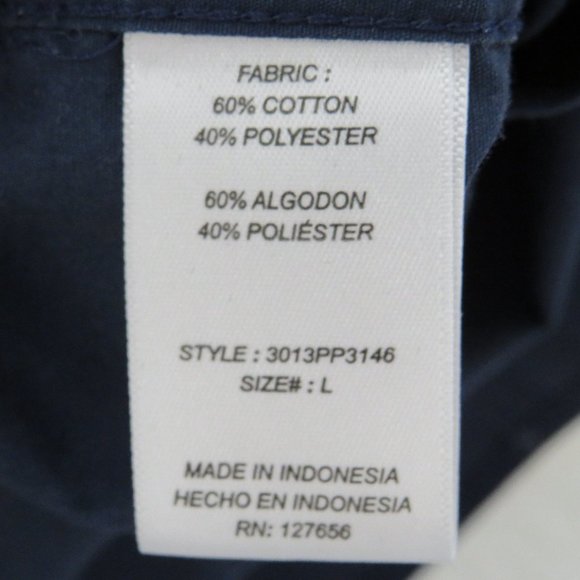 FABRIC :
60% COTTON
40% POLYESTER
60% ALGODON
40% POLIÉSTER
STYLE : 3013PP3146
SIZE# : L
MADE IN INDONESIA
HECHO EN INDONESIA
RN: 127656